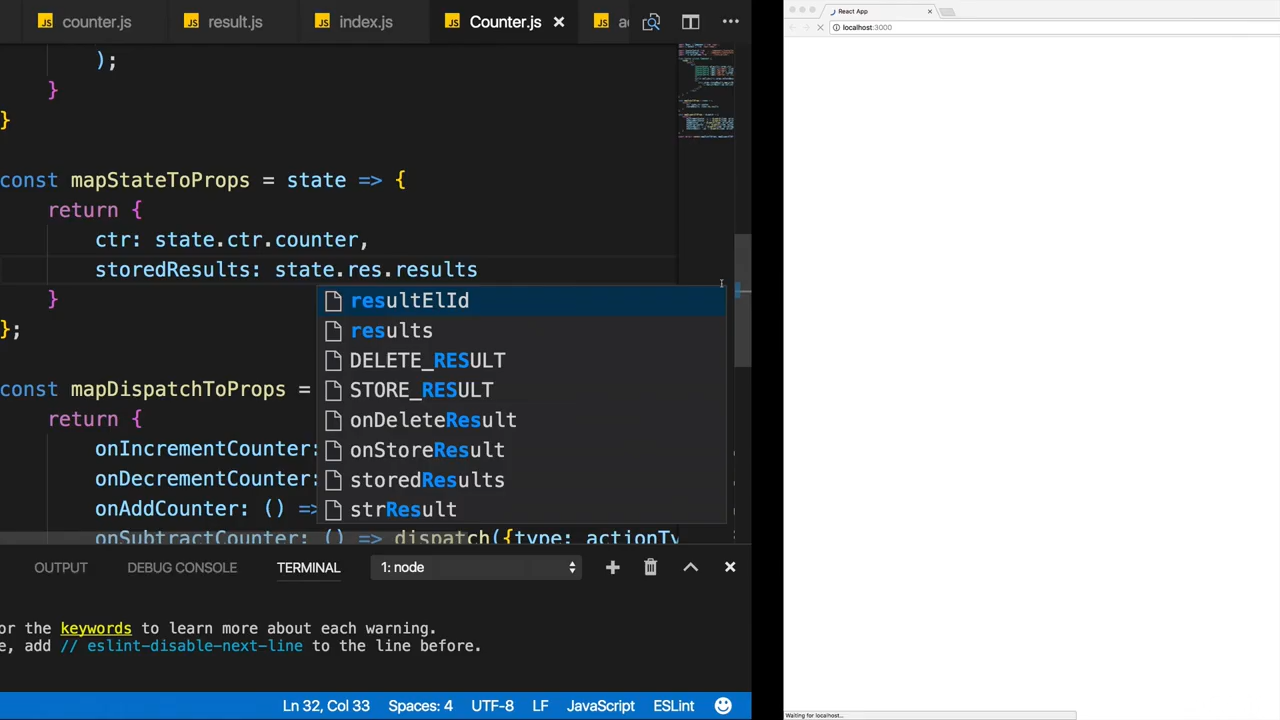 counter.js
result.js
index.js
Counter.js
);
}
}
const mapStateToProps = state => {
return {
ctr: state.ctr.counter,
storedResults: state.res.results
}
};
resultElId
results
DELETE_RESULT
STORE_RESULT
onDeleteResult
onStoreResult
storedResults
strResult
const mapDispatchToProps =
return {
onIncrementCounter:
onDecrementCounter:
onAddCounter: () =>
onSubtractCounter: () => dispatch({type: actionTy
OUTPUT
DEBUG CONSOLE
TERMINAL
1: node
or the keywords to learn more about each warning.
e, add // eslint-disable-next-line to the line before.
Ln 32, Col 33
Spaces: 4
UTF-8
LF
JavaScript
ESLint
React App
localhost:3000
Waiting for localhost...